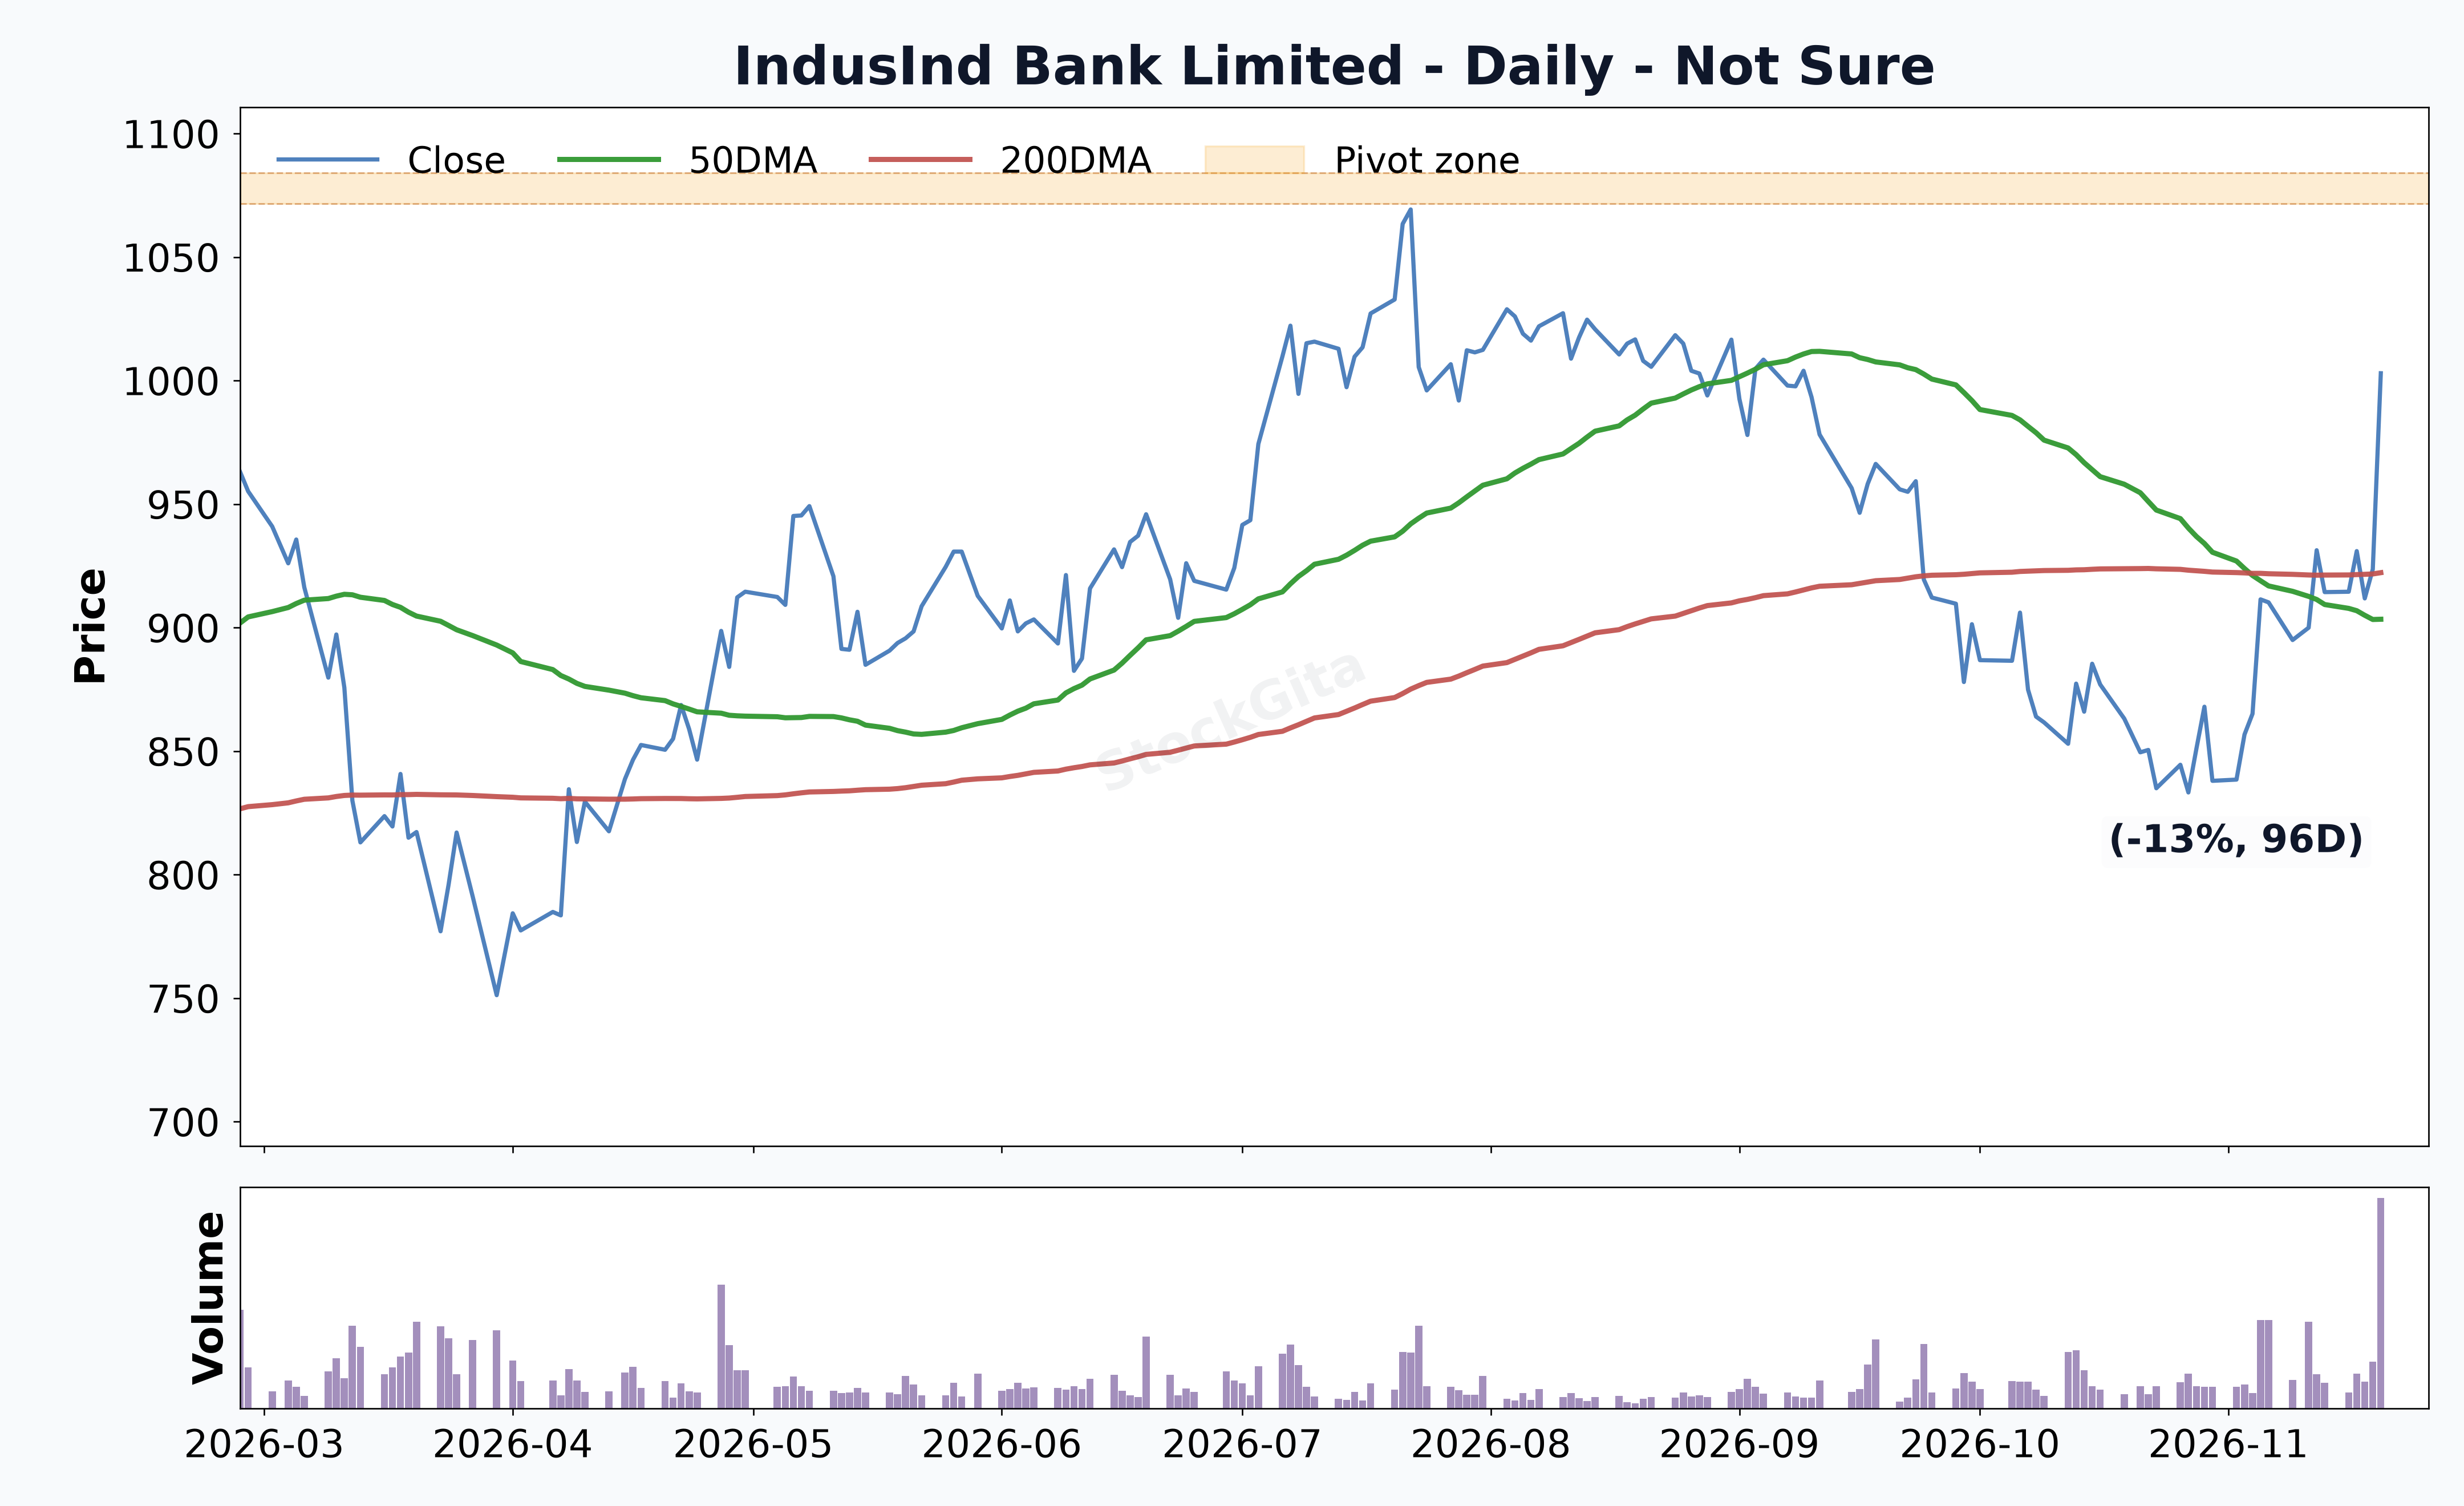 IndusInd Bank Limited - Daily - Not Sure
Close 50DMA 200DMA Pivot zone
1100
1050
1000
950
900
850
800
750
700
Price
StockGita
(-13%, 96D)
Volume
2026-03 2026-04 2026-05 2026-06 2026-07 2026-08 2026-09 2026-10 2026-11